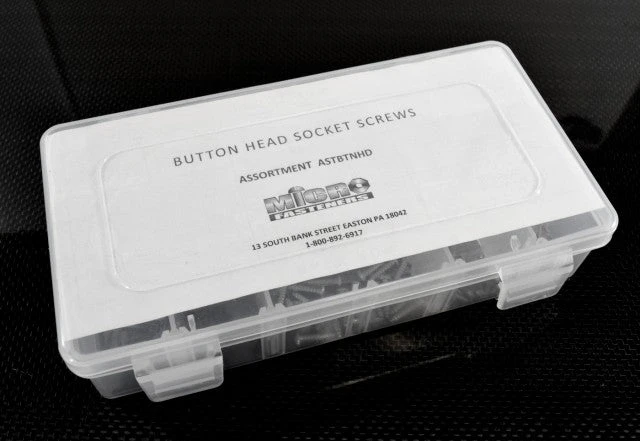 BUTTON HEAD SOCKET SCREWS
ASSORTMENT ASTBTNHD
MICRO
FASTENERS
13 SOUTH BANK STREET EASTON PA 18042
1-800-892-6917